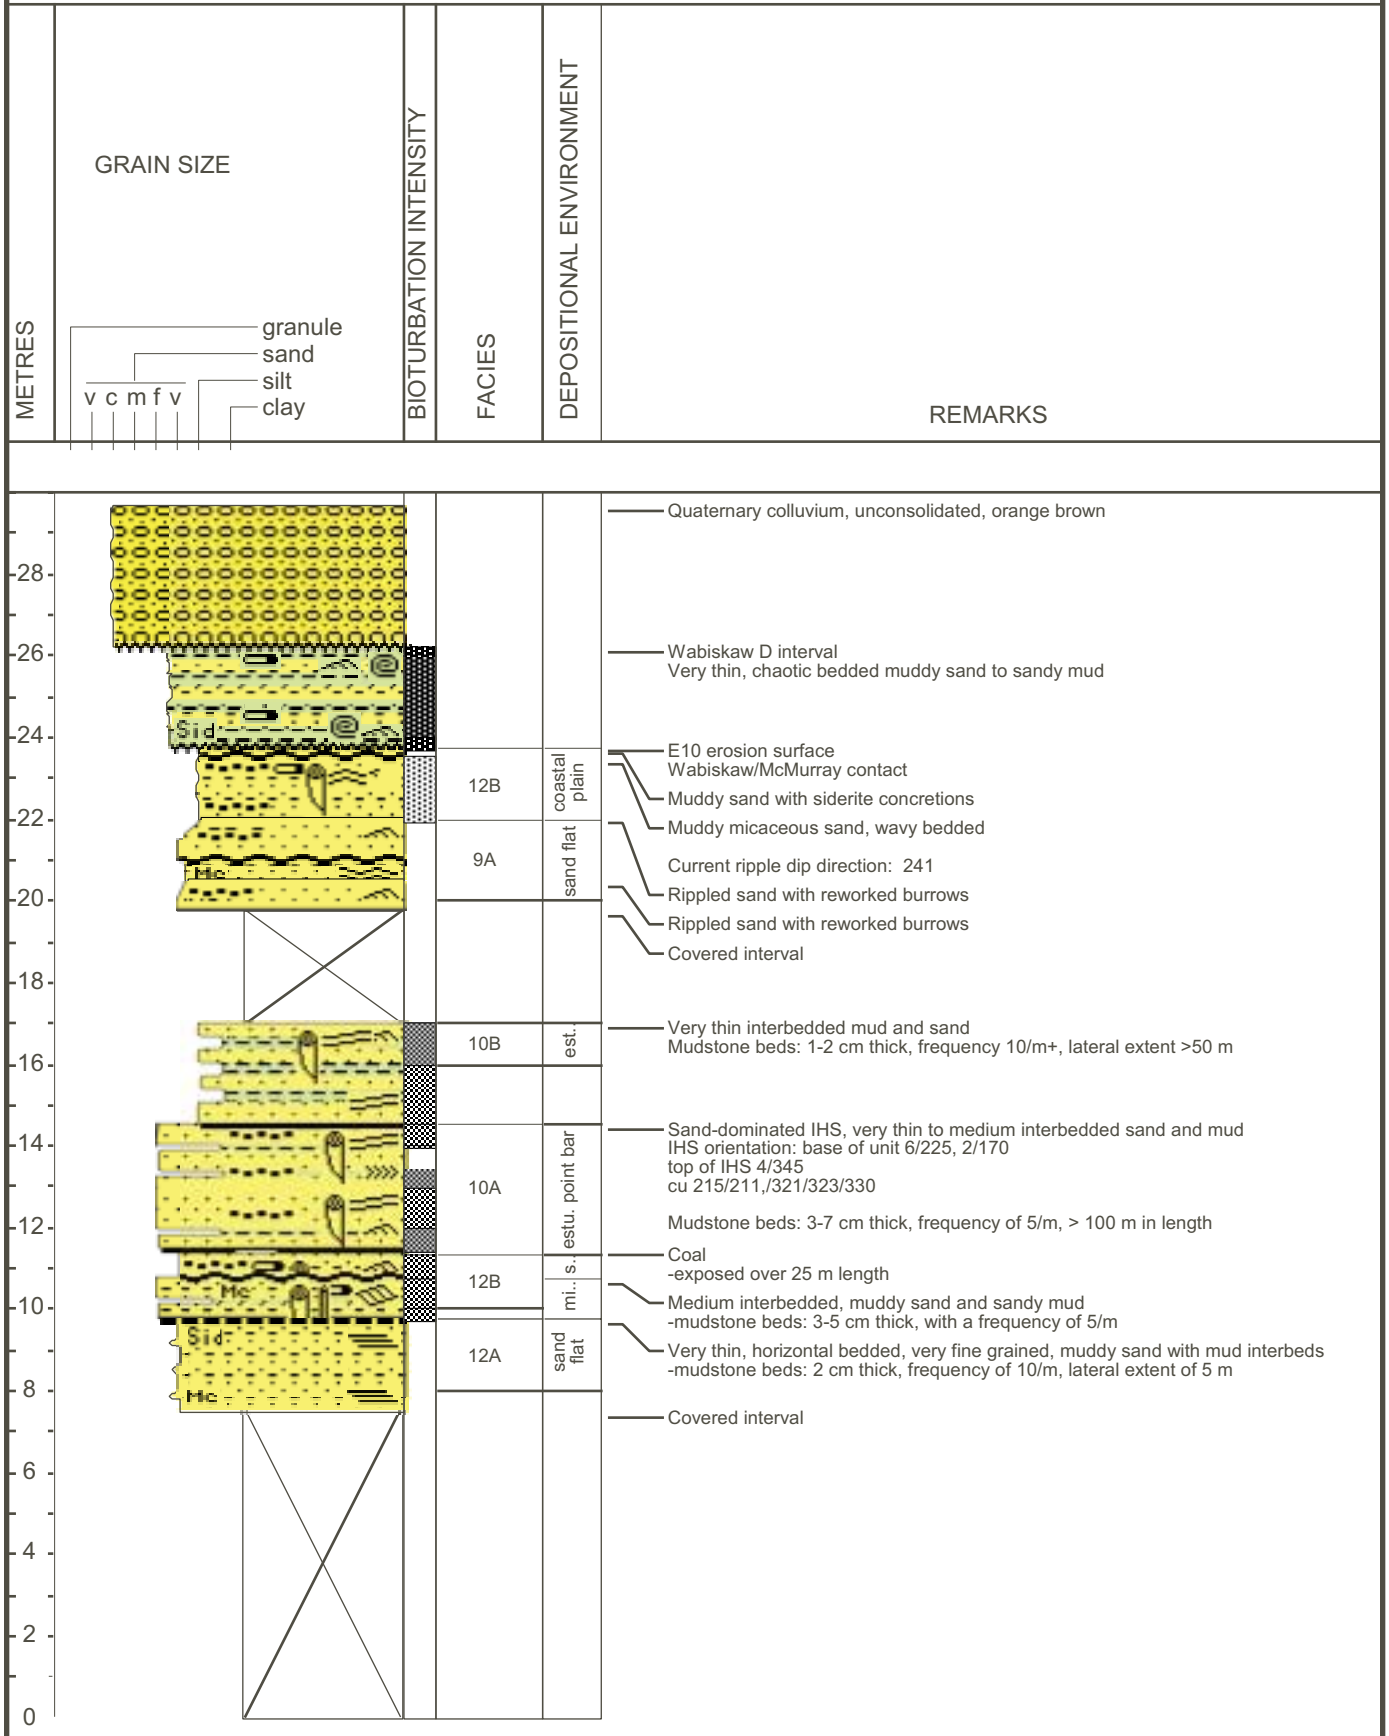 METRES
GRAIN SIZE
granule
sand
silt
clay
v c m f v
BIOTURBATION INTENSITY
FACIES
DEPOSITIONAL ENVIRONMENT
REMARKS
Quaternary colluvium, unconsolidated, orange brown
28
26
Wabiskaw D interval
Very thin, chaotic bedded muddy sand to sandy mud
Sid
24
E10 erosion surface
Wabiskaw/McMurray contact
12B
coastal
plain
Muddy sand with siderite concretions
22
Muddy micaceous sand, wavy bedded
9A
sand flat
Current ripple dip direction: 241
Mc
20
Rippled sand with reworked burrows
Rippled sand with reworked burrows
Covered interval
18
Very thin interbedded mud and sand
10B
est..
Mudstone beds: 1-2 cm thick, frequency 10/m+, lateral extent >50 m
16
14
Sand-dominated IHS, very thin to medium interbedded sand and mud
IHS orientation: base of unit 6/225, 2/170
top of IHS 4/345
10A
estu. point bar
cu 215/211,/321/323/330
12
Mudstone beds: 3-7 cm thick, frequency of 5/m, > 100 m in length
s..
Coal
-exposed over 25 m length
12B
mi..
Mc
10
Medium interbedded, muddy sand and sandy mud
-mudstone beds: 3-5 cm thick, with a frequency of 5/m
Sid
12A
sand
flat
Very thin, horizontal bedded, very fine grained, muddy sand with mud interbeds
-mudstone beds: 2 cm thick, frequency of 10/m, lateral extent of 5 m
8
Mc
Covered interval
6
4
2
0